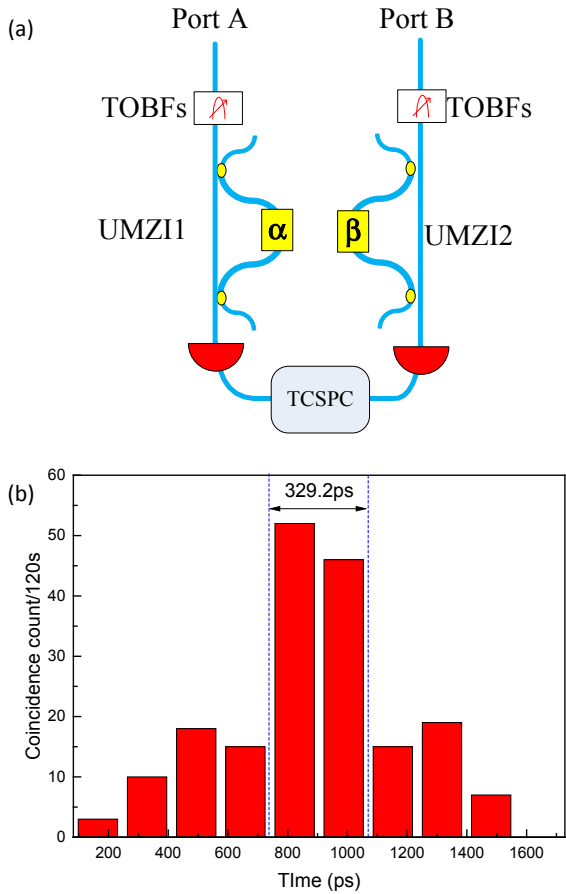 (a)
Port A
Port B
TOBFs
TOBFs
UMZI1
α
β
UMZI2
TCSPC
(b)
329.2ps
Coincidence count/120s
60
50
40
30
20
10
0
200 400 600 800 1000 1200 1400 1600
TIme (ps)